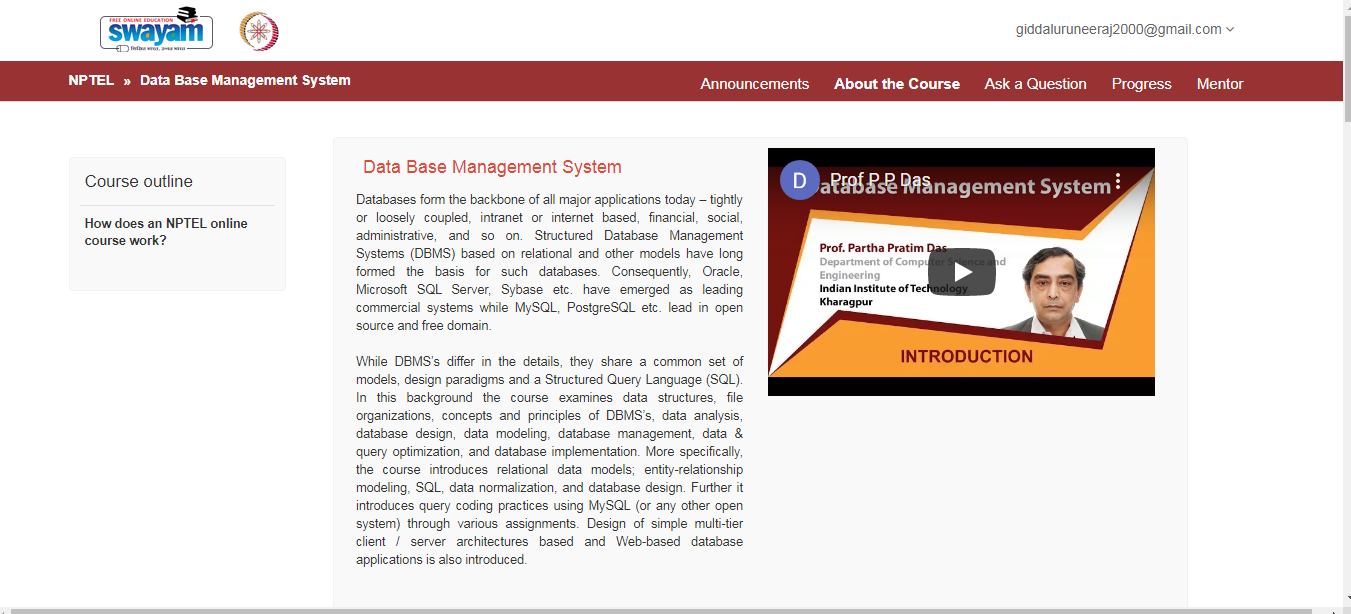 FREE ONLINE EDUCATION
swayam
शिक्षित भारत, उन्नत भारत
giddaluruneeraj2000@gmail.com
NPTEL » Data Base Management System
Announcements About the Course Ask a Question Progress Mentor
Course outline
How does an NPTEL online
course work?
Data Base Management System
Databases form the backbone of all major applications today – tightly
or loosely coupled, intranet or internet based, financial, social,
administrative, and so on. Structured Database Management
Systems (DBMS) based on relational and other models have long
formed the basis for such databases. Consequently, Oracle,
Microsoft SQL Server, Sybase etc. have emerged as leading
commercial systems while MySQL, PostgreSQL etc. lead in open
source and free domain.
While DBMS's differ in the details, they share a common set of
models, design paradigms and a Structured Query Language (SQL).
In this background the course examines data structures, file
organizations, concepts and principles of DBMS's, data analysis,
database design, data modeling, database management, data &
query optimization, and database implementation. More specifically,
the course introduces relational data models; entity-relationship
modeling, SQL, data normalization, and database design. Further it
introduces query coding practices using MySQL (or any other open
system) through various assignments. Design of simple multi-tier
client / server architectures based and Web-based database
applications is also introduced.
D
Prof P P Das
atabase Management System
Prof. Partha Pratim Das
Department of Computer Science and
Engineering
Indian Institute of Technology
Kharagpur
INTRODUCTION